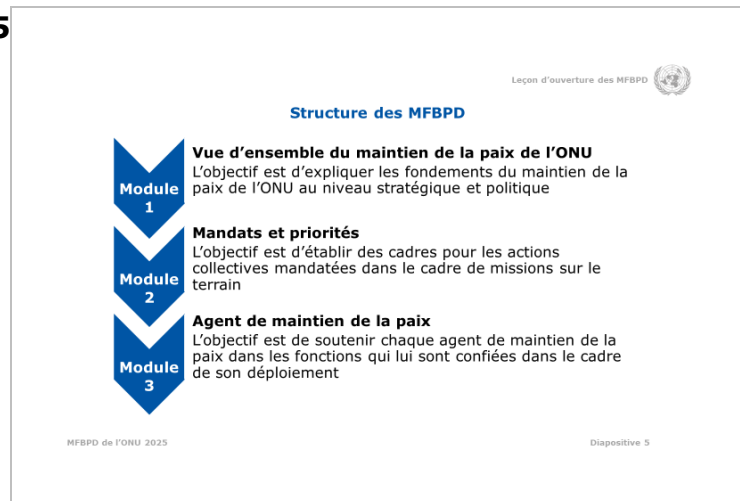 5
Leçon d'ouverture des MFBPD
Structure des MFBPD
Module
1
Vue d'ensemble du maintien de la paix de l'ONU
L'objectif est d'expliquer les fondements du maintien de la
paix de l'ONU au niveau stratégique et politique
Module
2
Mandats et priorités
L'objectif est d'établir des cadres pour les actions
collectives mandatées dans le cadre de missions sur le
terrain
Module
3
Agent de maintien de la paix
L'objectif est de soutenir chaque agent de maintien de la
paix dans les fonctions qui lui sont confiées dans le cadre
de son déploiement
MFBPD de l'ONU 2025
Diapositive 5